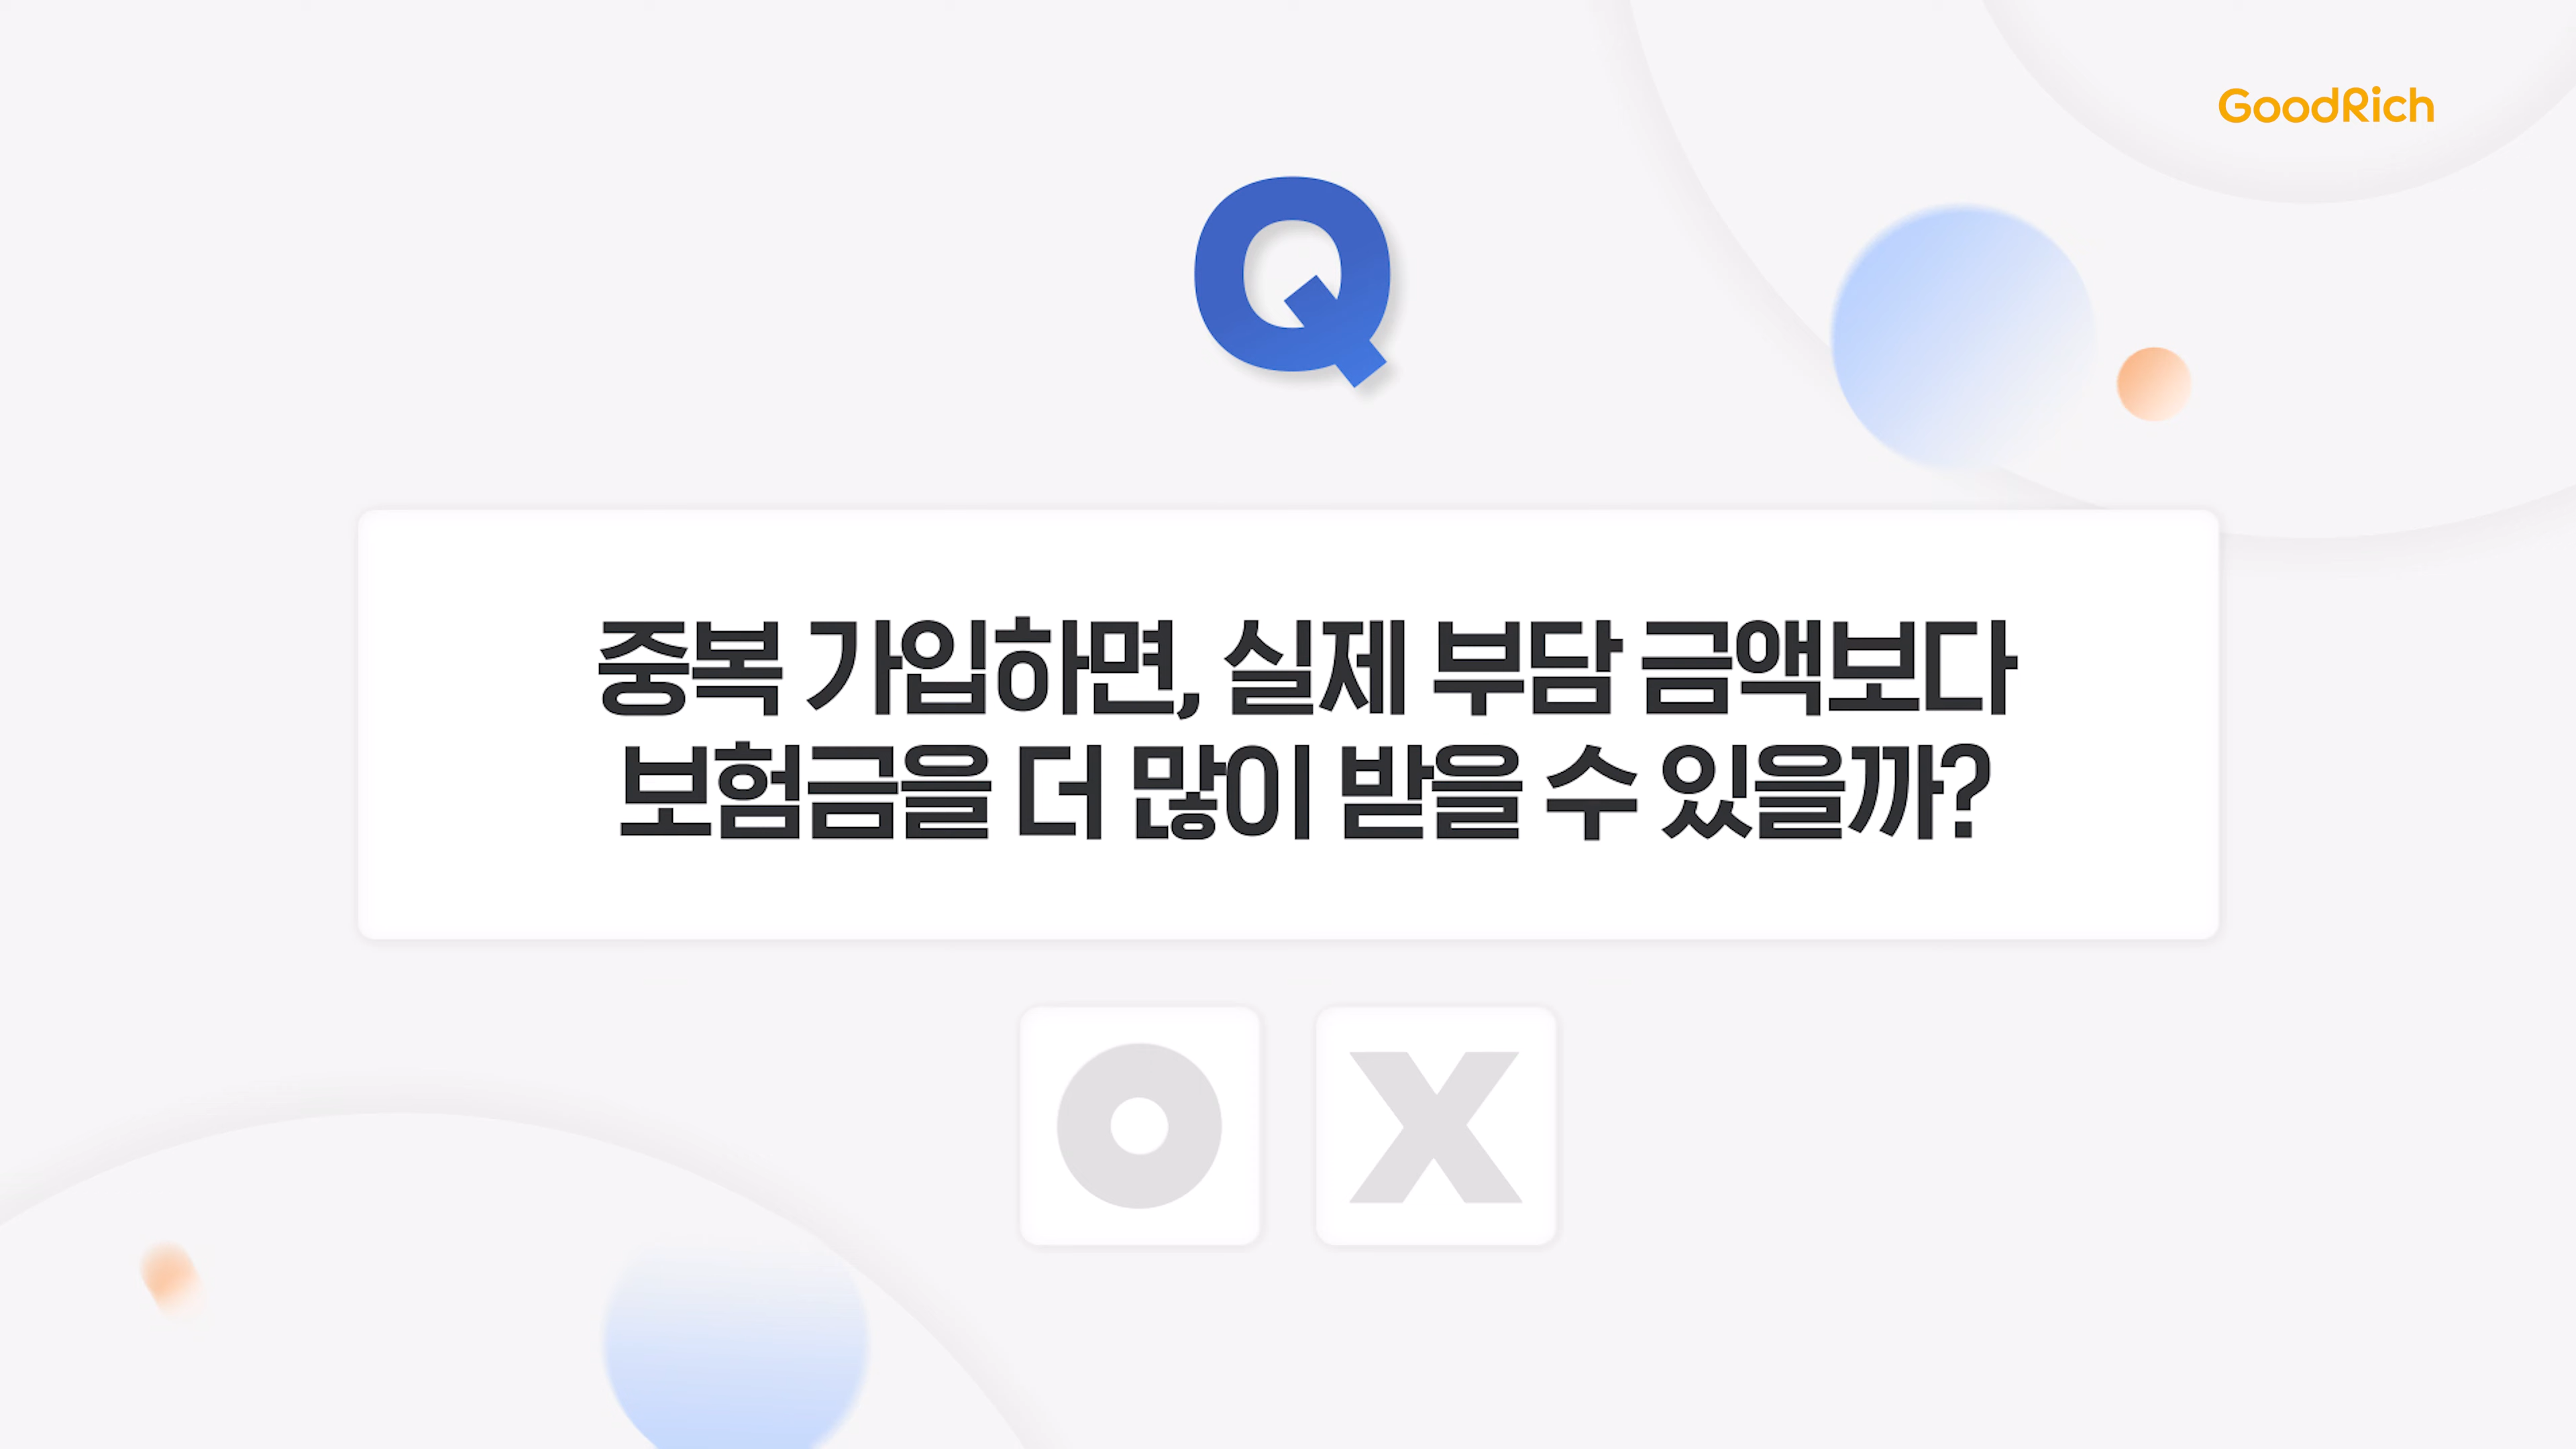 GoodRich
Q
중복 가입하면, 실제 부담 금액보다
보험금을 더 많이 받을 수 있을까?
O X